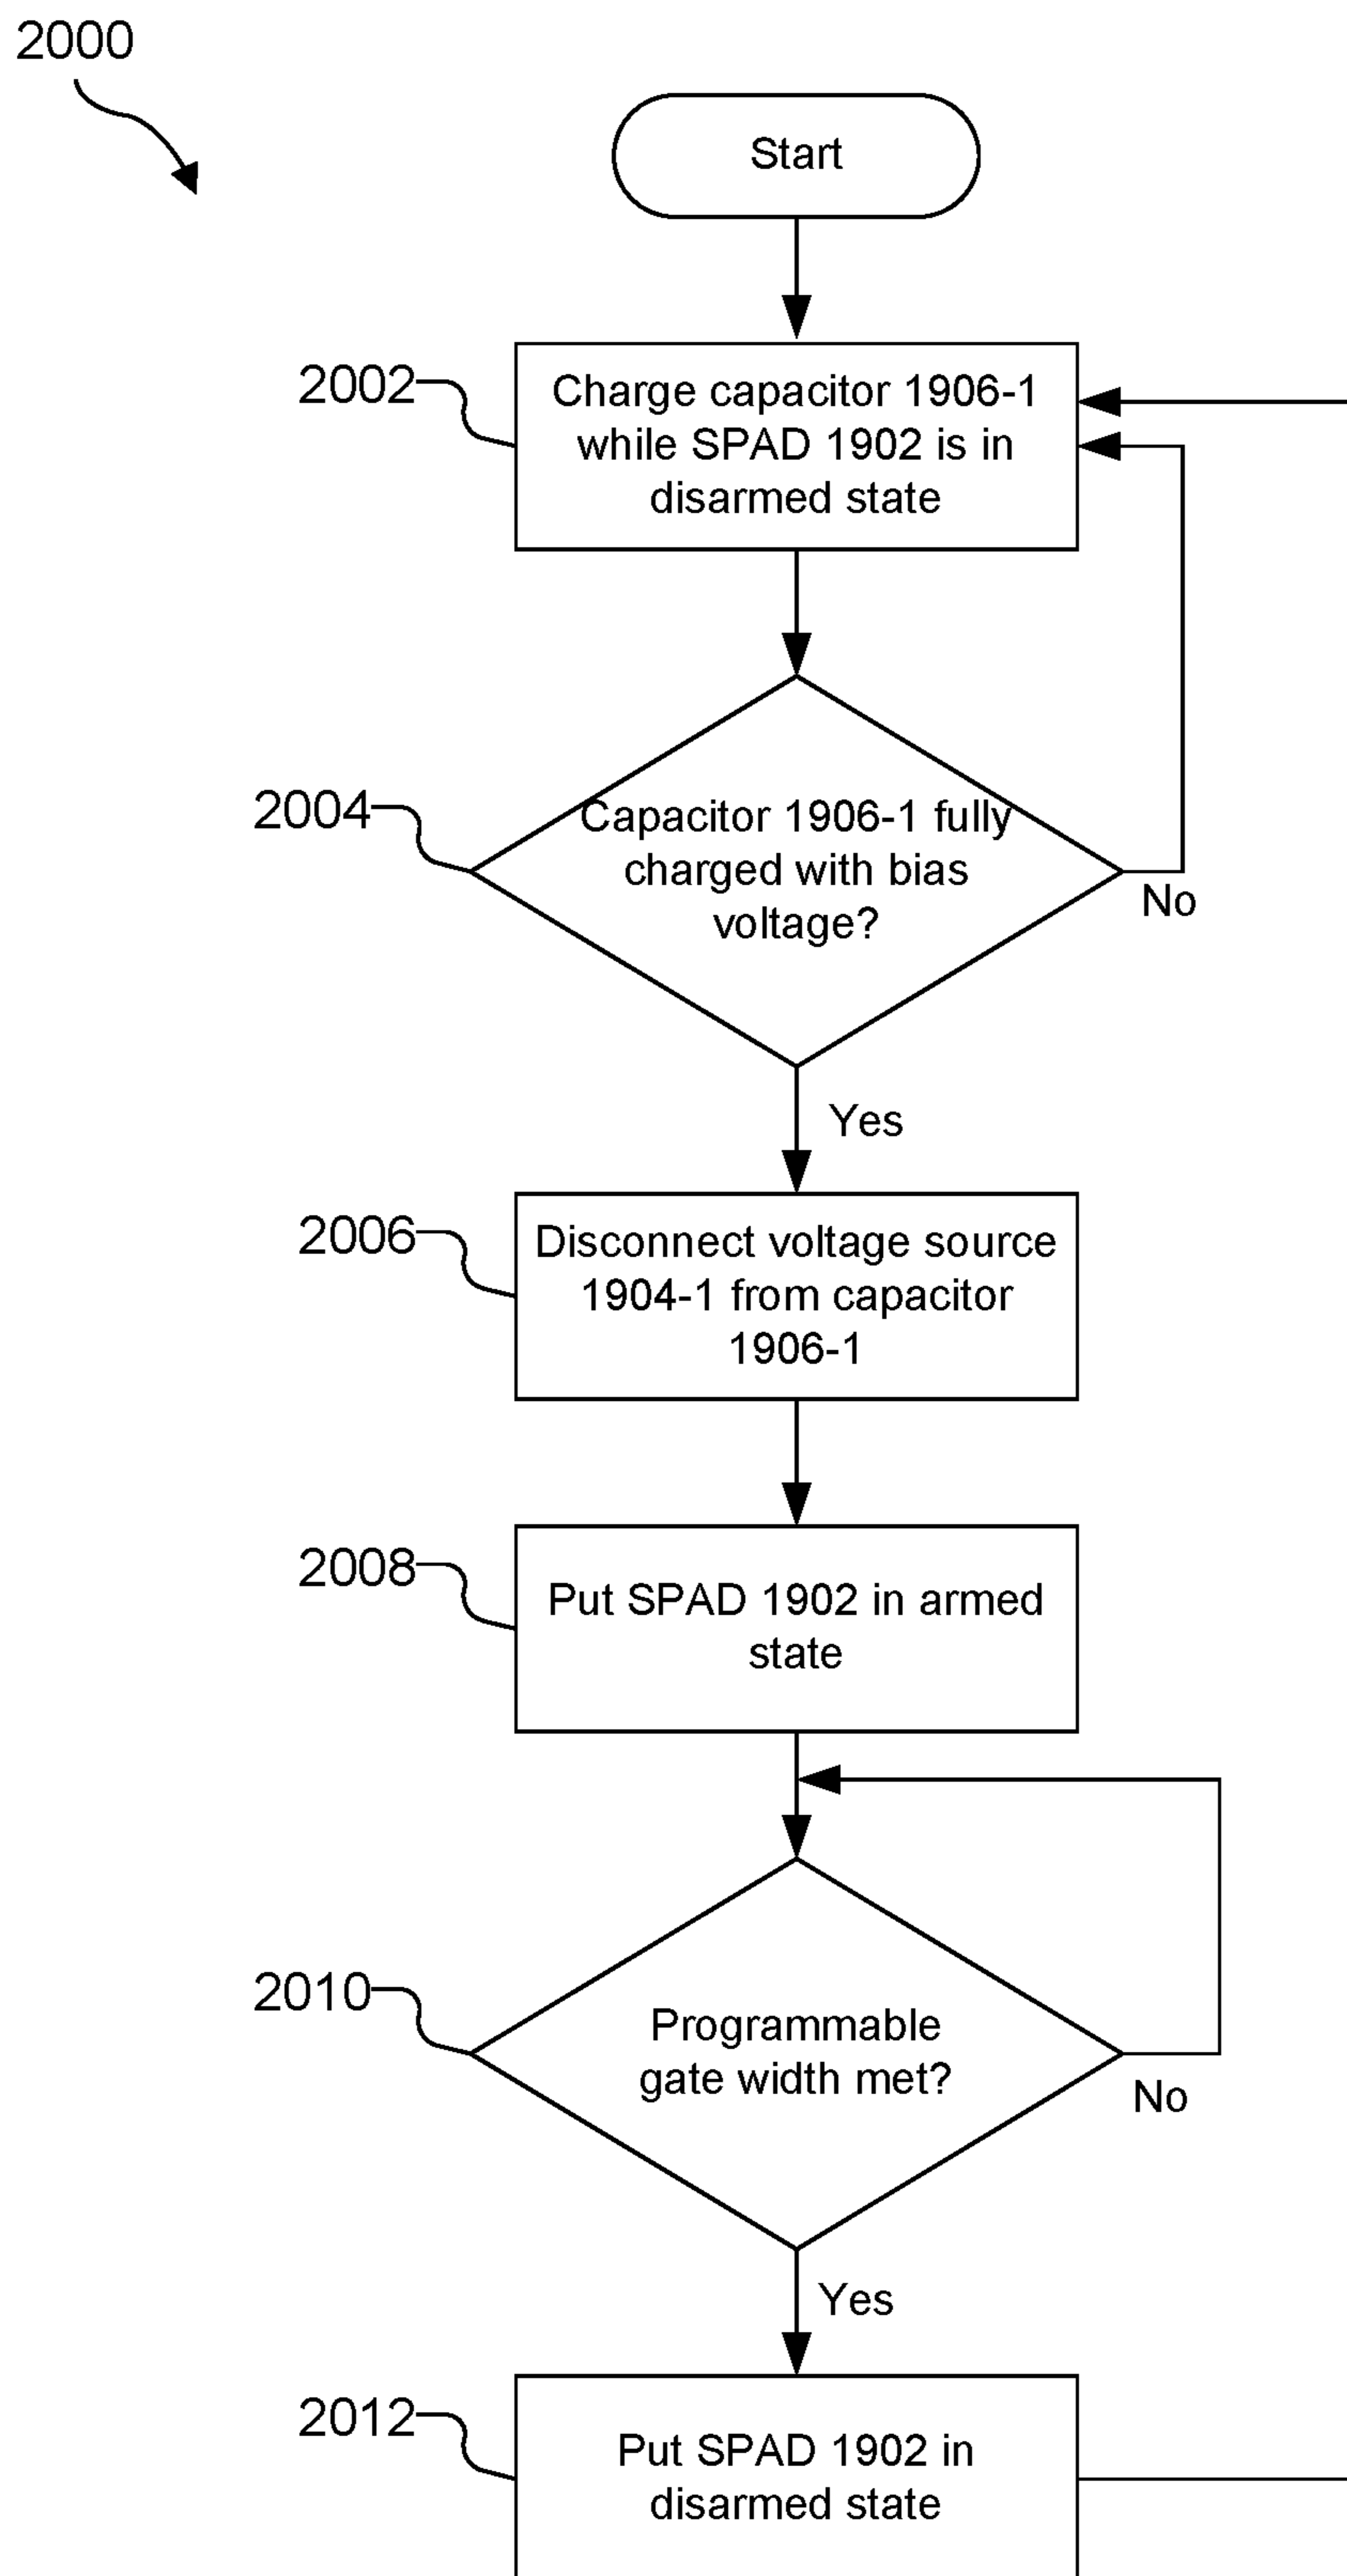 2000
Start
2002
Charge capacitor 1906-1
while SPAD 1902 is in
disarmed state
2004
Capacitor 1906-1 fully
charged with bias
voltage?
No
Yes
2006
Disconnect voltage source
1904-1 from capacitor
1906-1
2008
Put SPAD 1902 in armed
state
2010
Programmable
gate width met?
No
Yes
2012
Put SPAD 1902 in
disarmed state